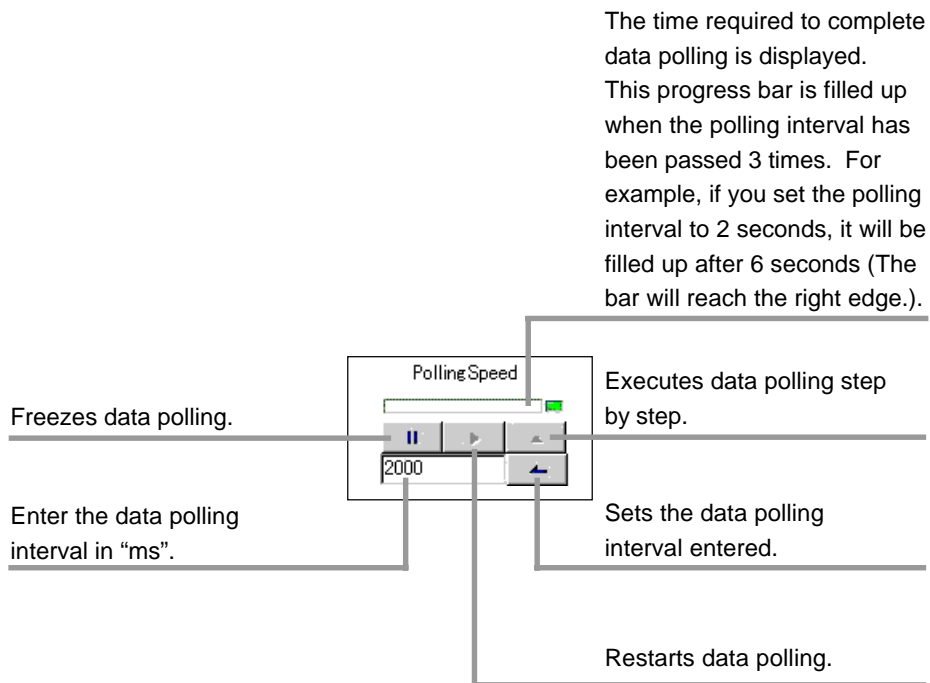 The time required to complete
data polling is displayed.
This progress bar is filled up
when the polling interval has
been passed 3 times.  For
example, if you set the polling
interval to 2 seconds, it will be
filled up after 6 seconds (The
bar will reach the right edge.).
PollingSpeed
Executes data polling step
by step.
Freezes data polling.
2000
Enter the data polling
interval in “ms”.
Sets the data polling
interval entered.
Restarts data polling.